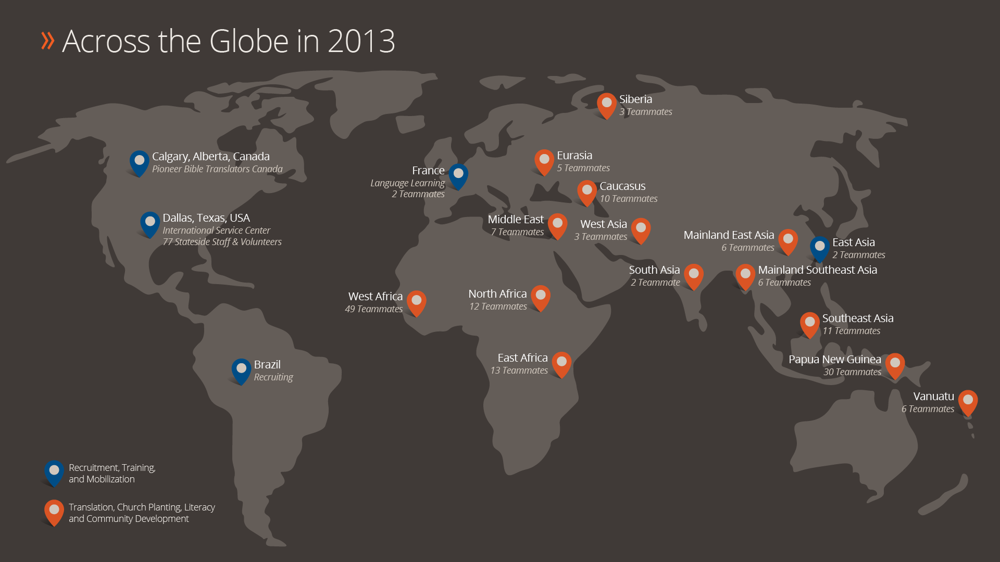 » Across the Globe in 2013
Siberia
3 Teammates
Calgary, Alberta, Canada
Pioneer Bible Translators Canada
Eurasia
5 Teammates
France
Language Learning
2 Teammates
Caucasus
10 Teammates
Dallas, Texas, USA
International Service Center
77 Stateside Staff & Volunteers
Middle East
7 Teammates
West Asia
3 Teammates
Mainland East Asia
6 Teammates
East Asia
2 Teammates
South Asia
2 Teammate
Mainland Southeast Asia
6 Teammates
West Africa
49 Teammates
North Africa
12 Teammates
Southeast Asia
11 Teammates
East Africa
13 Teammates
Papua New Guinea
30 Teammates
Brazil
Recruiting
Vanuatu
6 Teammates
Recruitment, Training,
and Mobilization
Translation, Church Planting, Literacy
and Community Development